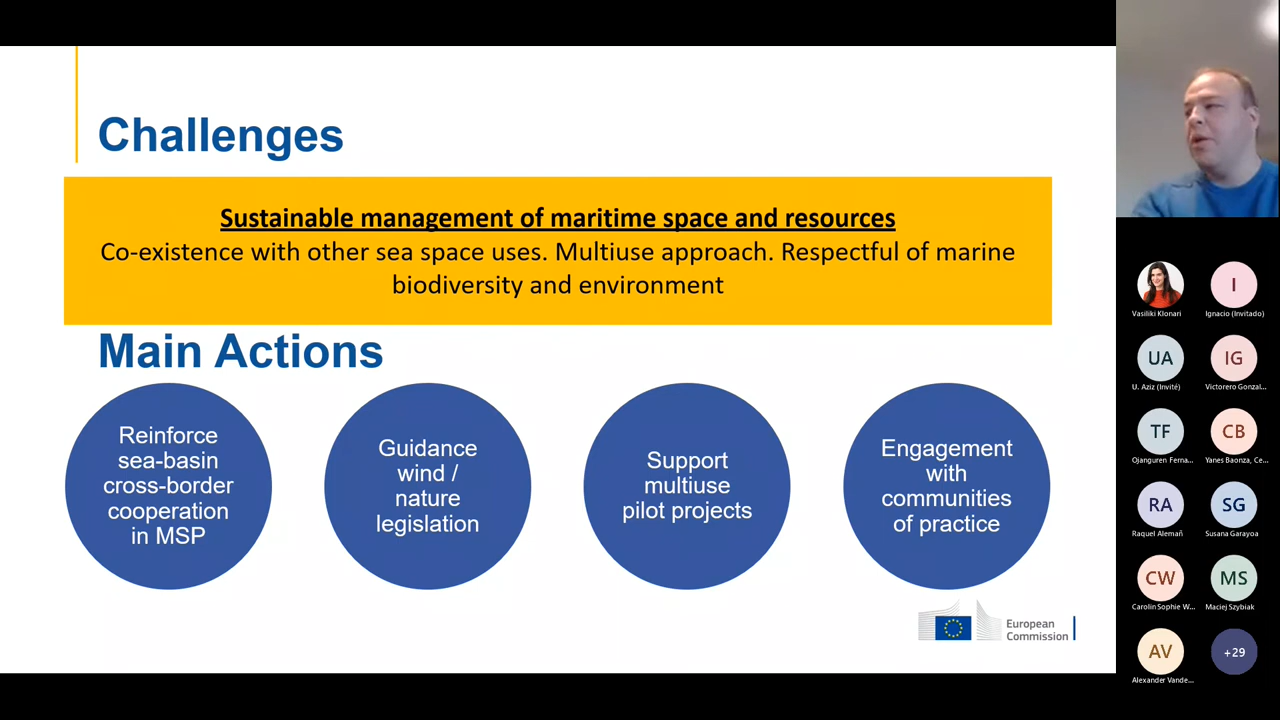 Challenges
Sustainable management of maritime space and resources
Co-existence with other sea space uses. Multiuse approach. Respectful of marine
biodiversity and environment
Main Actions
Reinforce
sea-basin
cross-border
cooperation
in MSP
Guidance
wind /
nature
legislation
Support
multiuse
pilot projects
Engagement
with
communities
of practice
European
Commission
Vasiliki Klonari
I
Ignacio (Invitado)
UA
U. Aziz (Invité)
IG
Victorero Gonzal...
TF
Ojanguren Ferna...
CB
Yanes Baonza, Ce...
RA
Raquel Alemañ
SG
Susana Garayoa
CW
Carolin Sophie W...
MS
Maciej Szybiak
AV
Alexander Vande...
+29